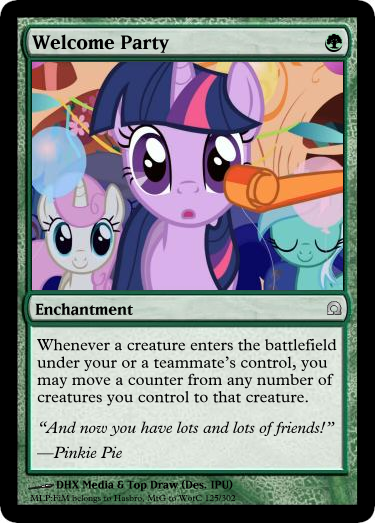 Welcome Party
Enchantment
Whenever a creature enters the battlefield
under your or a teammate's control, you
may move a counter from any number of
creatures you control to that creature.
"And now you have lots and lots of friends!"
—Pinkie Pie
DHX Media & Top Draw (Des. IPU)
MLP:FiM belongs to Hasbro, MtG to WotC 125/302